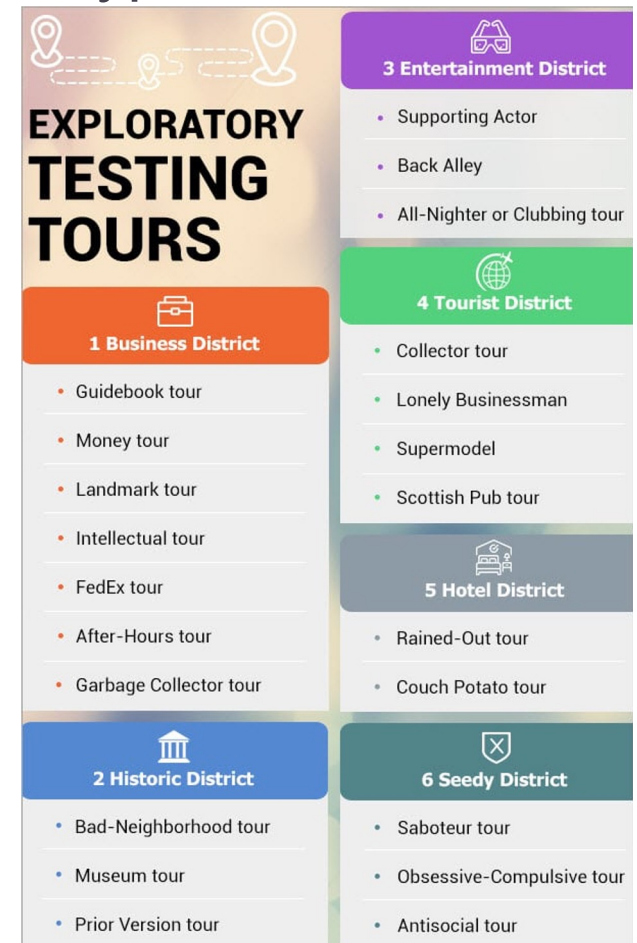 EXPLORATORY
TESTING
TOURS
1 Business District
• Guidebook tour
• Money tour
• Landmark tour
• Intellectual tour
• FedEx tour
• After-Hours tour
• Garbage Collector tour
2 Historic District
• Bad-Neighborhood tour
• Museum tour
• Prior Version tour
3 Entertainment District
• Supporting Actor
• Back Alley
• All-Nighter or Clubbing tour
4 Tourist District
• Collector tour
• Lonely Businessman
• Supermodel
• Scottish Pub tour
5 Hotel District
• Rained-Out tour
• Couch Potato tour
6 Seedy District
• Saboteur tour
• Obsessive-Compulsive tour
• Antisocial tour